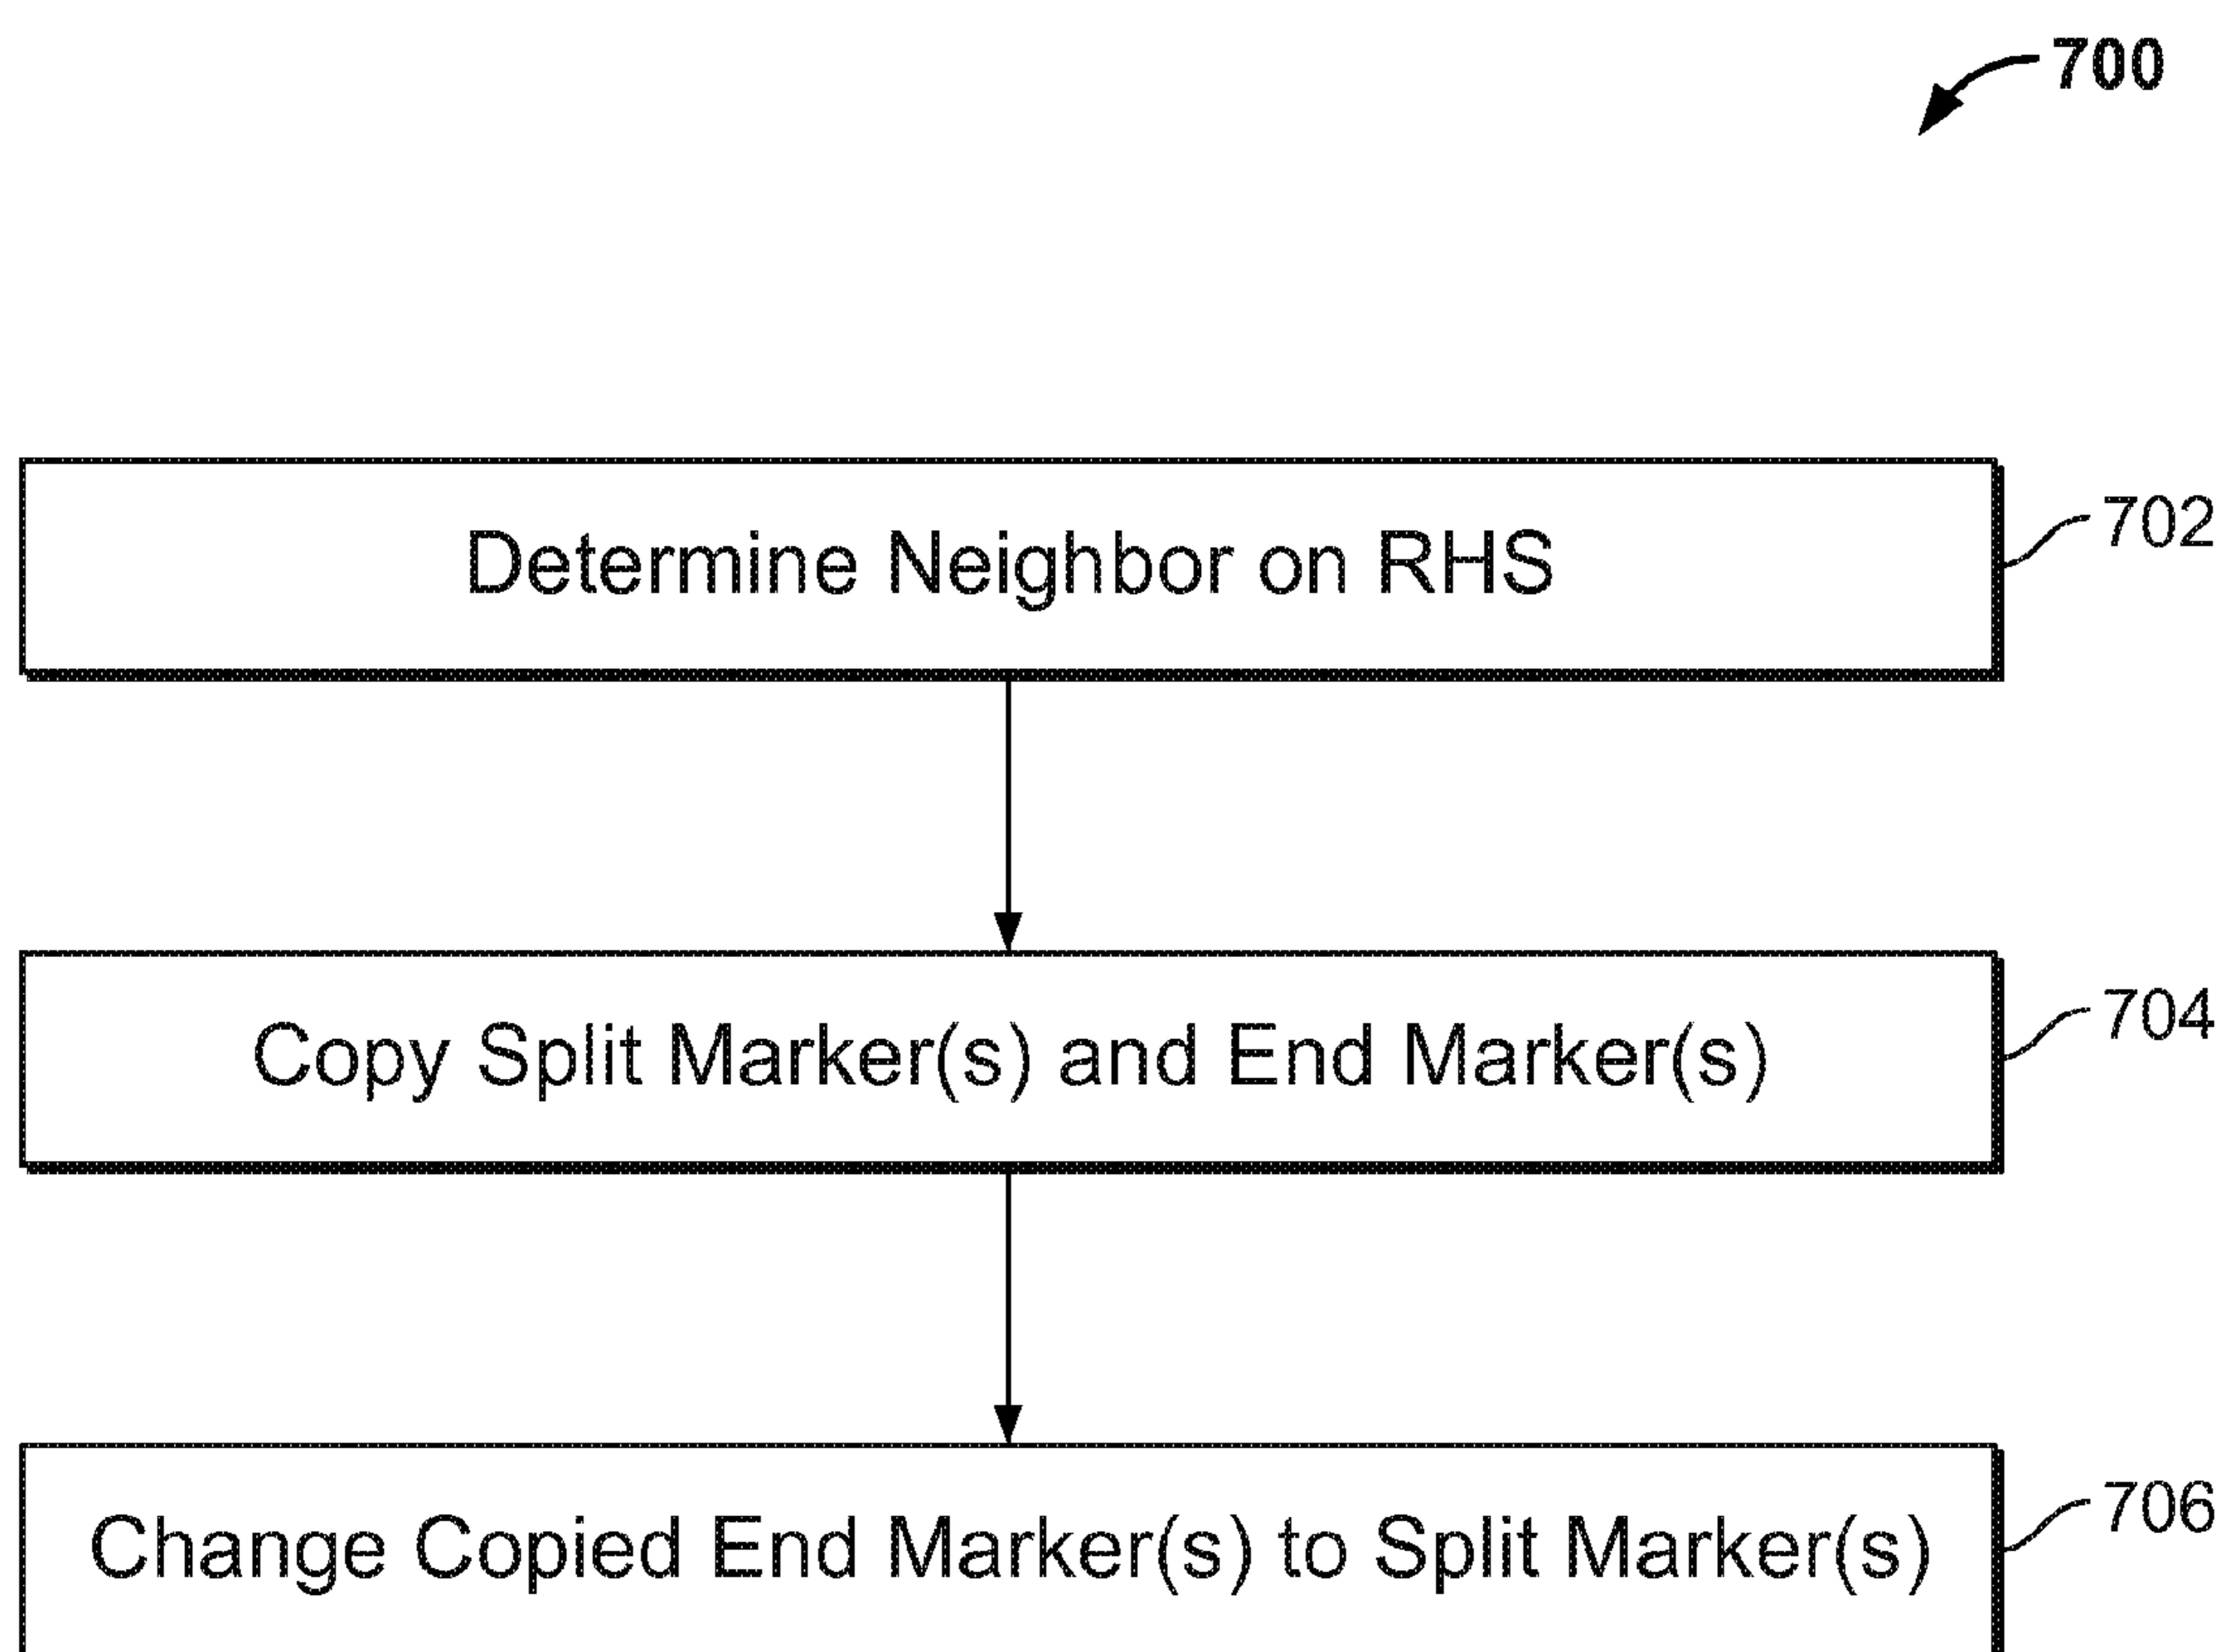 700
Determine Neighbor on RHS
702
Copy Split Marker(s) and End Marker(s)
704
Change Copied End Marker(s) to Split Marker(s)
706